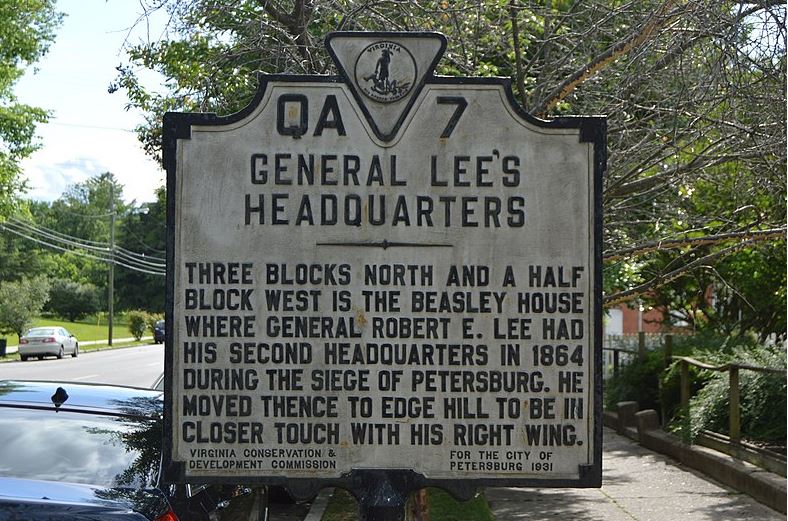 VIRGINIA
QA 7
GENERAL LEE'S
HEADQUARTERS
THREE BLOCKS NORTH AND A HALF
BLOCK WEST IS THE BEASLEY HOUSE
WHERE GENERAL ROBERT E. LEE HAD
HIS SECOND HEADQUARTERS IN 1864
DURING THE SIEGE OF PETERSBURG. HE
MOVED THENCE TO EDGE HILL TO BE IN
CLOSER TOUCH WITH HIS RIGHT WING.
VIRGINIA CONSERVATION &
DEVELOPMENT COMMISSION
FOR THE CITY OF
PETERSBURG 1931